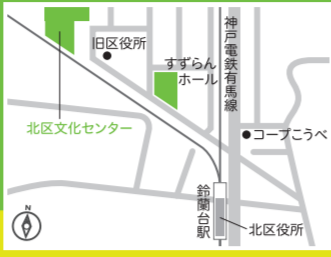 旧区役所
すずらん
ホール
神戸電鉄有馬線
北区文化センター
コープこうべ
鈴蘭台駅
北区役所
N